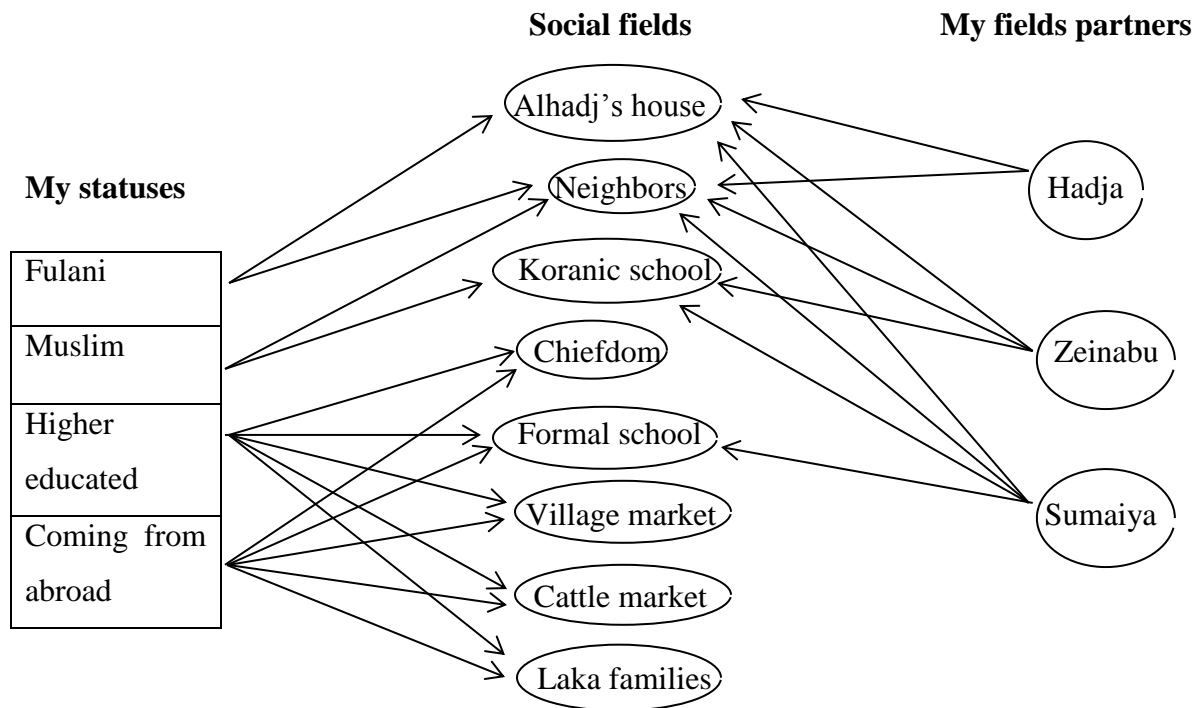 Social fields
My fields partners
Alhadj’s house
My statuses
Neighbors
Hadja
Fulani
Koranic school
Muslim
Chiefdom
Zeinabu
Higher
educated
Formal school
Village market
Sumaiya
Coming from
abroad
Cattle market
Laka families